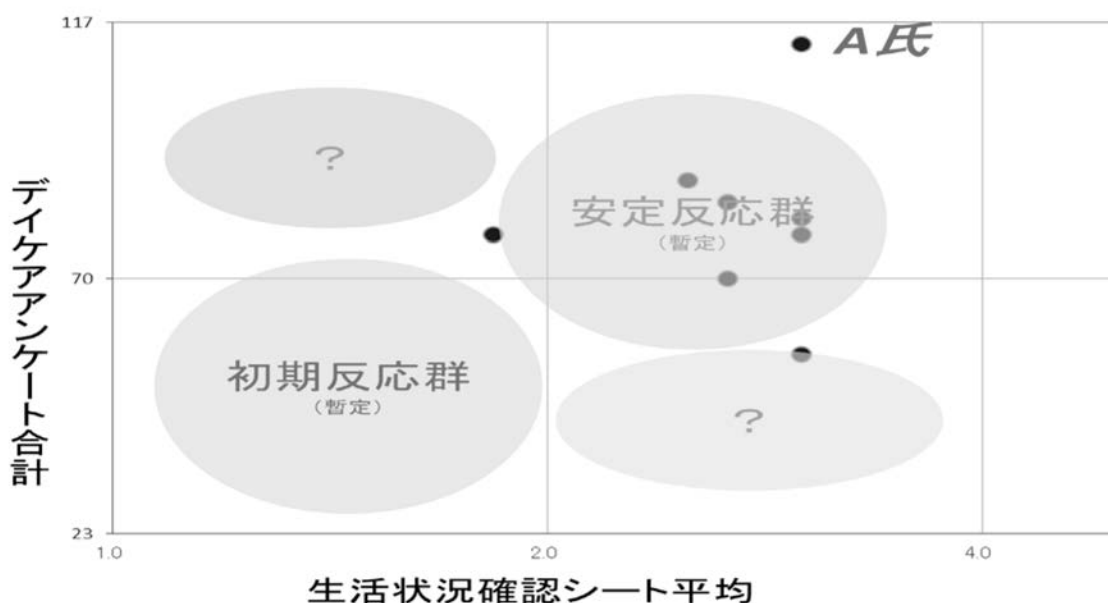 117
A氏
?
安定反応群
(暫定)
70
初期反応群
(暫定)
?
23
1.0
2.0
4.0
デイケアアンケート合計
生活状況確認シート平均